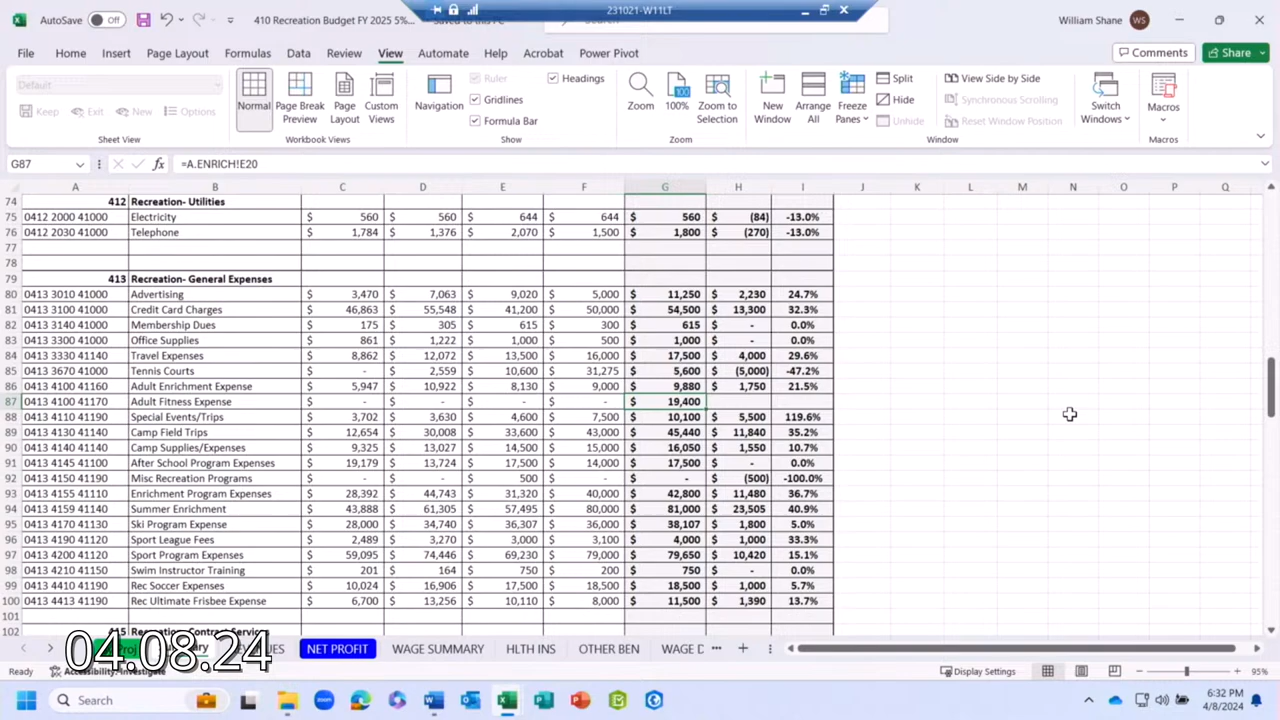 231021-W11LT
AutoSave Off 410 Recreation Budget FY 2025 5%... Saved to this PC Search William Shane WS
File Home Insert Page Layout Formulas Data Review View Automate Help Acrobat Power Pivot Comments Share
Default Ruler Headings Split View Side by Side
Keep Exit New Options Normal Page Break Preview Page Layout Custom Views Navigation Gridlines Zoom 100% Zoom to Selection New Window Arrange All Freeze Panes Hide Synchronous Scrolling Switch Windows Macros
Formula Bar Unhide Reset Window Position
Sheet View Workbook Views Show Zoom Window Macros
G87 fx =A.ENRICH!E20
A B C D E F G H I J K L M N O P Q
74 412 Recreation- Utilities
75 0412 2000 41000 Electricity $ 560 $ 560 $ 644 $ 644 $ 560 $ (84) -13.0%
76 0412 2030 41000 Telephone $ 1,784 $ 1,376 $ 2,070 $ 1,500 $ 1,800 $ (270) -13.0%
77
78
79 413 Recreation- General Expenses
80 0413 3010 41000 Advertising $ 3,470 $ 7,063 $ 9,020 $ 5,000 $ 11,250 $ 2,230 24.7%
81 0413 3100 41000 Credit Card Charges $ 46,863 $ 55,548 $ 41,200 $ 50,000 $ 54,500 $ 13,300 32.3%
82 0413 3140 41000 Membership Dues $ 175 $ 305 $ 615 $ 300 $ 615 $ - 0.0%
83 0413 3300 41000 Office Supplies $ 861 $ 1,222 $ 1,000 $ 500 $ 1,000 $ - 0.0%
84 0413 3330 41140 Travel Expenses $ 8,862 $ 12,072 $ 13,500 $ 16,000 $ 17,500 $ 4,000 29.6%
85 0413 3670 41000 Tennis Courts $ - $ 2,559 $ 10,600 $ 31,275 $ 5,600 $ (5,000) -47.2%
86 0413 4100 41160 Adult Enrichment Expense $ 5,947 $ 10,922 $ 8,130 $ 9,000 $ 9,880 $ 1,750 21.5%
87 0413 4100 41170 Adult Fitness Expense $ - $ - $ - $ - $ 19,400
88 0413 4110 41190 Special Events/Trips $ 3,702 $ 3,630 $ 4,600 $ 7,500 $ 10,100 $ 5,500 119.6%
89 0413 4130 41140 Camp Field Trips $ 12,654 $ 30,008 $ 33,600 $ 43,000 $ 45,440 $ 11,840 35.2%
90 0413 4140 41140 Camp Supplies/Expenses $ 9,325 $ 13,027 $ 14,500 $ 15,000 $ 16,050 $ 1,550 10.7%
91 0413 4145 41100 After School Program Expenses $ 19,179 $ 13,724 $ 17,500 $ 14,000 $ 17,500 $ - 0.0%
92 0413 4150 41190 Misc Recreation Programs $ - $ - $ 500 $ - $ - $ (500) -100.0%
93 0413 4155 41110 Enrichment Program Expenses $ 28,392 $ 44,743 $ 31,320 $ 40,000 $ 42,800 $ 11,480 36.7%
94 0413 4159 41140 Summer Enrichment $ 43,888 $ 61,305 $ 57,495 $ 80,000 $ 81,000 $ 23,505 40.9%
95 0413 4170 41130 Ski Program Expense $ 28,000 $ 34,740 $ 36,307 $ 36,000 $ 38,107 $ 1,800 5.0%
96 0413 4190 41120 Sport League Fees $ 2,489 $ 3,270 $ 3,000 $ 3,100 $ 4,000 $ 1,000 33.3%
97 0413 4200 41120 Sport Program Expenses $ 59,095 $ 74,446 $ 69,230 $ 79,000 $ 79,650 $ 10,420 15.1%
98 0413 4210 41150 Swim Instructor Training $ 201 $ 164 $ 750 $ 200 $ 750 $ - 0.0%
99 0413 4410 41190 Rec Soccer Expenses $ 10,024 $ 16,906 $ 17,500 $ 18,500 $ 18,500 $ 1,000 5.7%
100 0413 4413 41190 Rec Ultimate Frisbee Expense $ 6,700 $ 13,256 $ 10,110 $ 8,000 $ 11,500 $ 1,390 13.7%
101
102 415 Recreation- Contract Service
04.08.24
NET PROFIT WAGE SUMMARY HLTH INS OTHER BEN WAGE D ...
Ready Accessibility: Investigate Display Settings 95%
Search 6:32 PM
4/8/2024